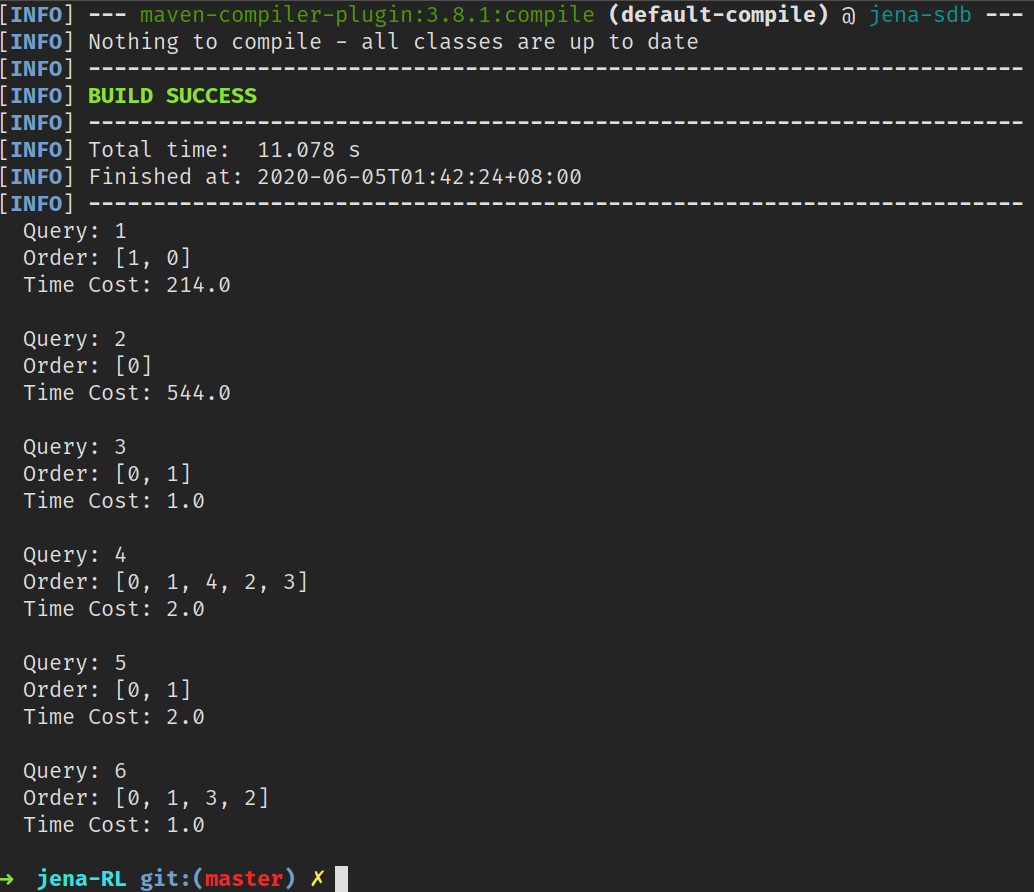 [INFO] --- maven-compiler-plugin:3.8.1:compile (default-compile) @ jena-sdb ---
[INFO] Nothing to compile - all classes are up to date
[INFO] ------------------------------------------------------------------------
[INFO] BUILD SUCCESS
[INFO] ------------------------------------------------------------------------
[INFO] Total time:  11.078 s
[INFO] Finished at: 2020-06-05T01:42:24+08:00
[INFO] ------------------------------------------------------------------------
Query: 1
Order: [1, 0]
Time Cost: 214.0
Query: 2
Order: [0]
Time Cost: 544.0
Query: 3
Order: [0, 1]
Time Cost: 1.0
Query: 4
Order: [0, 1, 4, 2, 3]
Time Cost: 2.0
Query: 5
Order: [0, 1]
Time Cost: 2.0
Query: 6
Order: [0, 1, 3, 2]
Time Cost: 1.0
➜  jena-RL git:(master) ✗